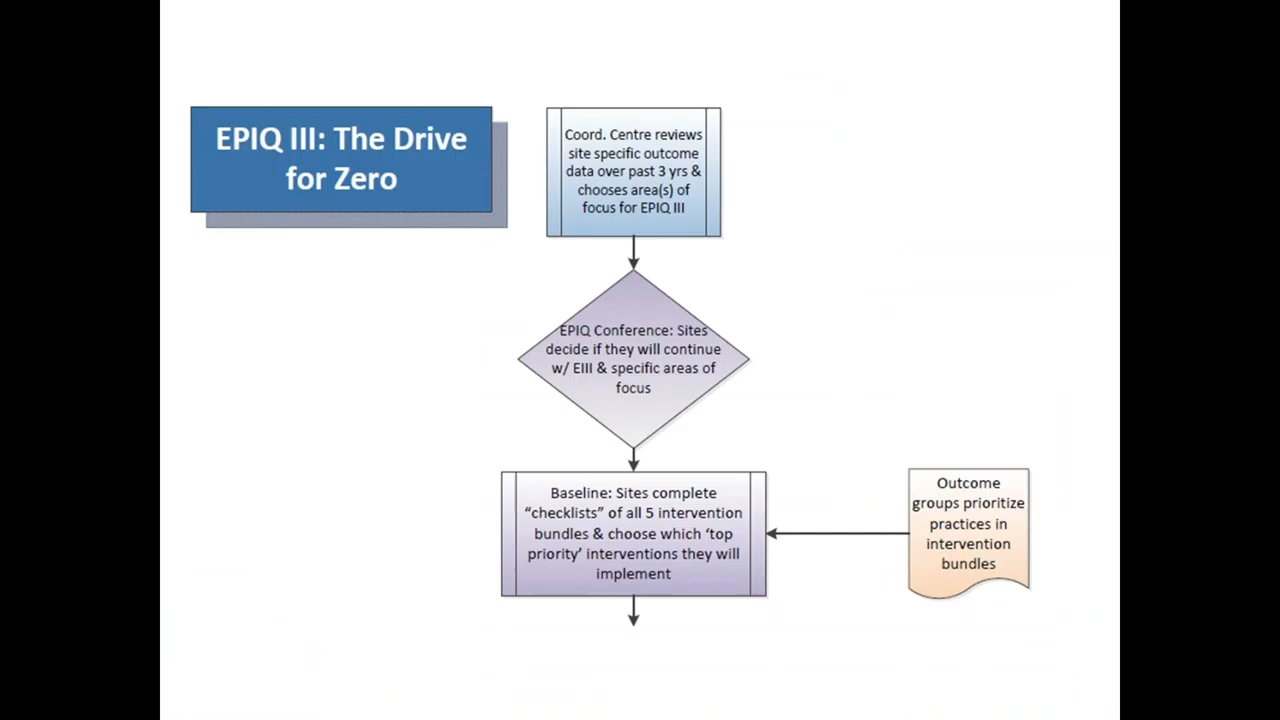 EPIQ III: The Drive
for Zero
Coord. Centre reviews
site specific outcome
data over past 3 yrs &
chooses area(s) of
focus for EPIQ III
EPIQ Conference: Sites
decide if they will continue
w/ EIII & specific areas of
focus
Baseline: Sites complete
“checklists” of all 5 intervention
bundles & choose which ‘top
priority’ interventions they will
implement
Outcome
groups prioritize
practices in
intervention
bundles